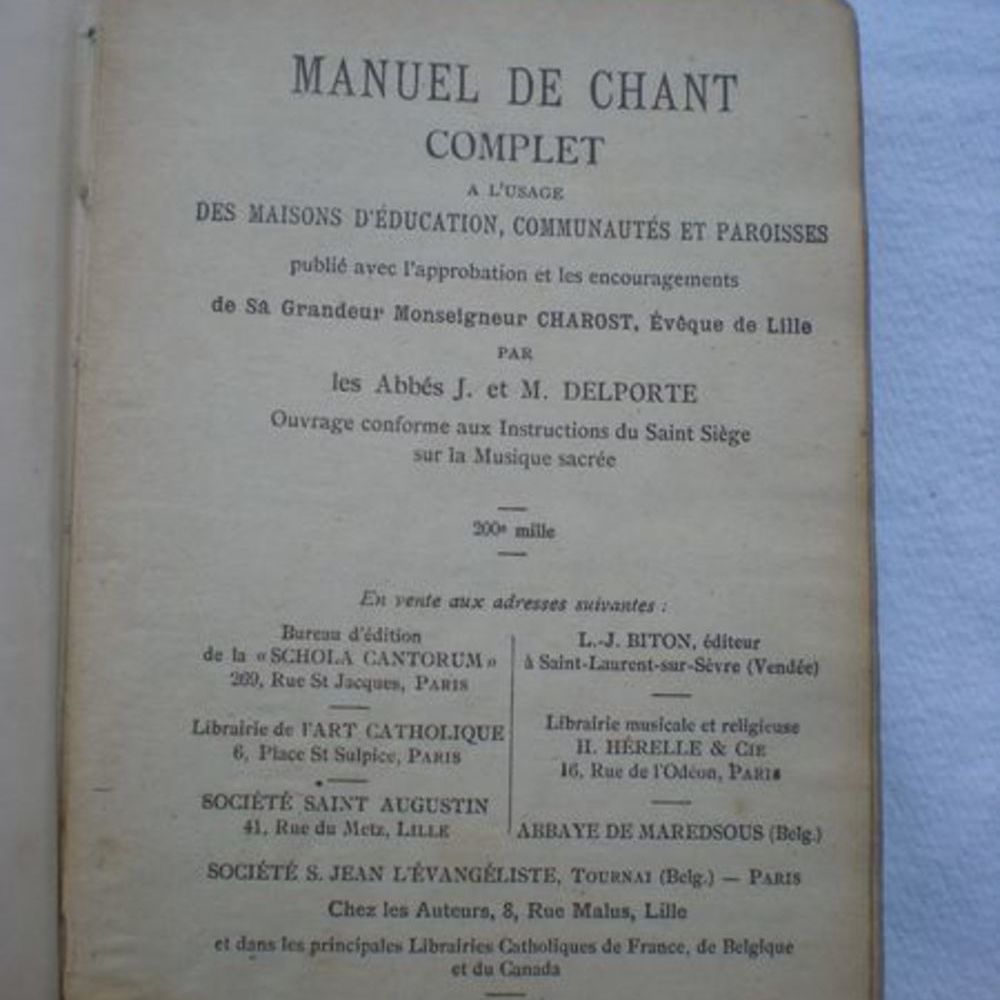 MANUEL DE CHANT
COMPLET
A L'USAGE
DES MAISONS D'ÉDUCATION, COMMUNAUTÉS ET PAROISSES
publié avec l'approbation et les encouragements
de Sa Grandeur Monseigneur CHAROST, Évêque de Lille
PAR
les Abbés J. et M. DELPORTE
Ouvrage conforme aux Instructions du Saint Siège
sur la Musique sacrée
200e mille
En vente aux adresses suivantes :
Bureau d'édition
de la «SCHOLA CANTORUM»
269, Rue St Jacques, PARIS
Librairie de l'ART CATHOLIQUE
6, Place St Sulpice, PARIS
SOCIÉTÉ SAINT AUGUSTIN
41, Rue du Metz, LILLE
L.-J. BITON, éditeur
à Saint-Laurent-sur-Sèvre (Vendée)
Librairie musicale et religieuse
H. HÉRELLE & CIE
16, Rue de l'Odéon, PARIS
ABBAYE DE MAREDSOUS (Belg.)
SOCIÉTÉ S. JEAN L'ÉVANGÉLISTE, TOURNAI (Belg.) — PARIS
Chez les Auteurs, 8, Rue Malus, Lille
et dans les principales Librairies Catholiques de France, de Belgique
et du Canada